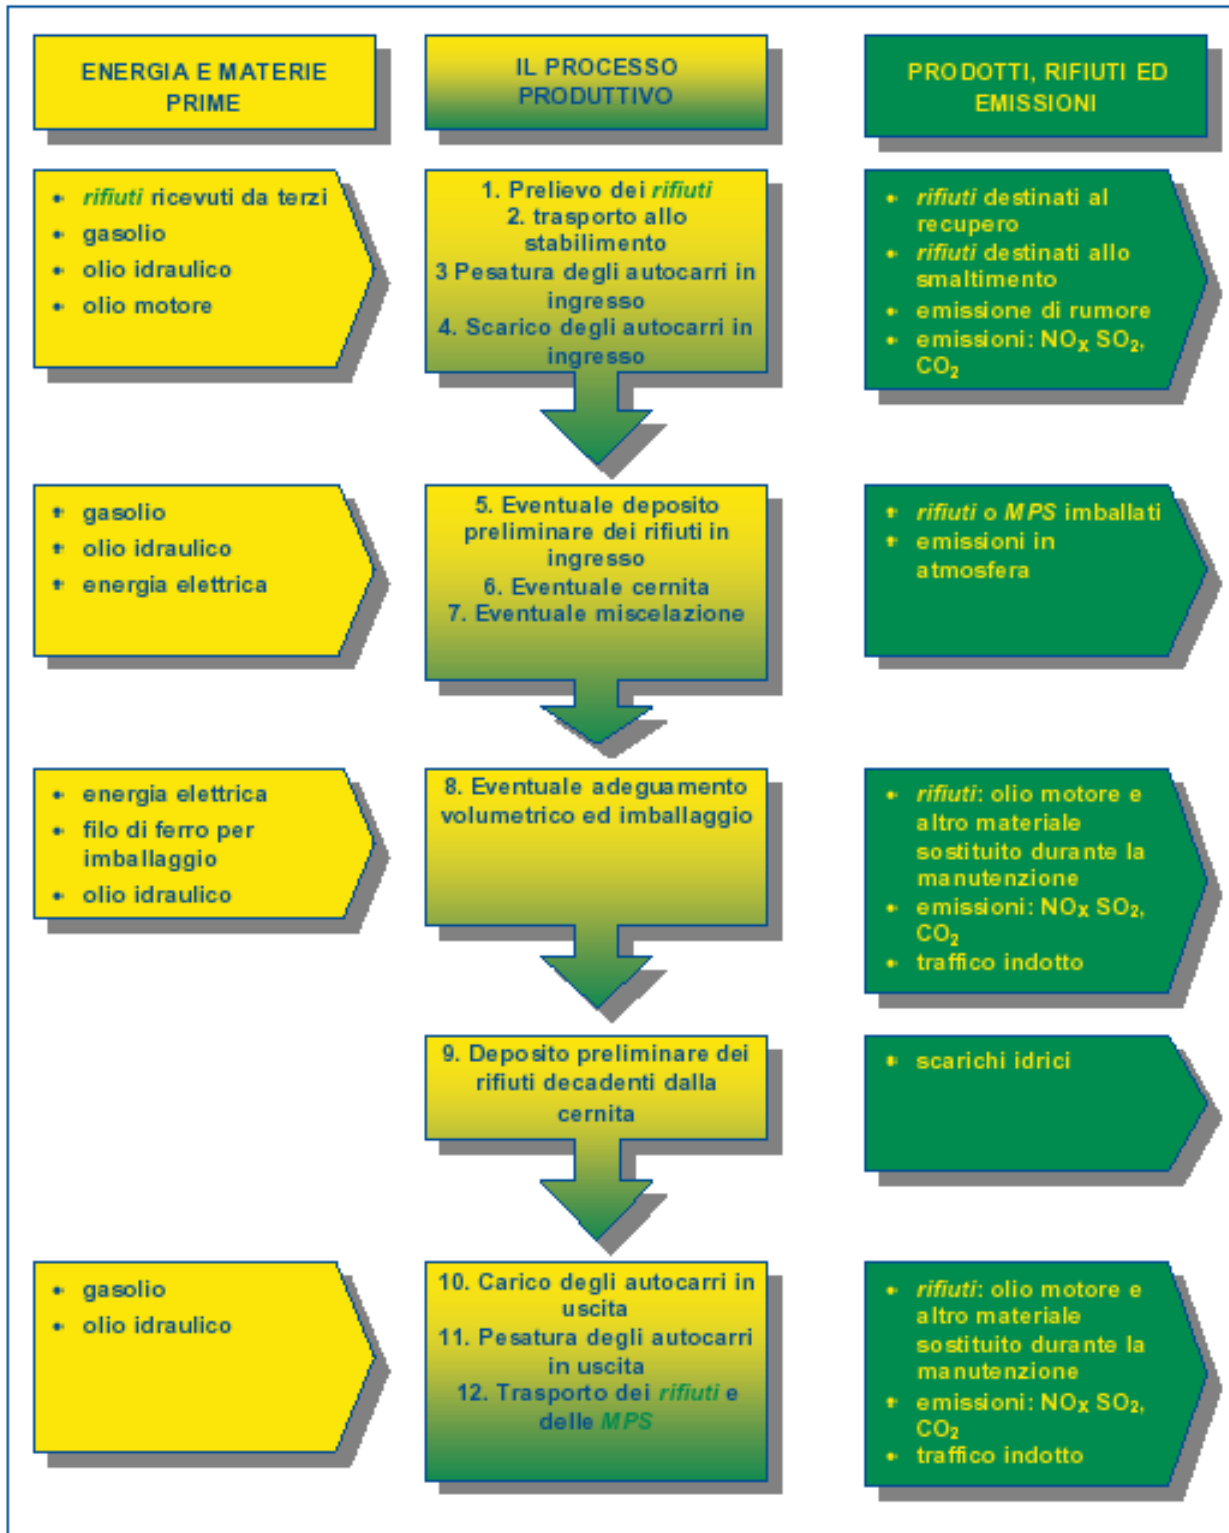 ENERGIA E MATERIE
PRIME
IL PROCESSO
PRODUTTIVO
PRODOTTI, RIFIUTI ED
EMISSIONI
rifiuti ricevuti da terzi
gasolio
olio idraulico
olio motore
1. Prelievo dei rifiuti
2. trasporto allo
stabilimento
3 Pesatura degli autocarri in
ingresso
4. Scarico degli autocarri in
ingresso
rifiuti destinati al
recupero
rifiuti destinati allo
smaltimento
emissione di rumore
emissioni: NOX SO2,
CO2
gasolio
olio idraulico
energia elettrica
5. Eventuale deposito
preliminare dei rifiuti in
ingresso
6. Eventuale cernita
7. Eventuale miscelazione
rifiuti o MPS imballati
emissioni in
atmosfera
energia elettrica
filo di ferro per
imballaggio
olio idraulico
8. Eventuale adeguamento
volumetrico ed imballaggio
rifiuti: olio motore e
altro materiale
sostituito durante la
manutenzione
emissioni: NOX SO2,
CO2
traffico indotto
9. Deposito preliminare dei
rifiuti decadenti dalla
cernita
scarichi idrici
gasolio
olio idraulico
10. Carico degli autocarri in
uscita
11. Pesatura degli autocarri
in uscita
12. Trasporto dei rifiuti e
delle MPS
rifiuti: olio motore e
altro materiale
sostituito durante la
manutenzione
emissioni: NOX SO2,
CO2
traffico indotto